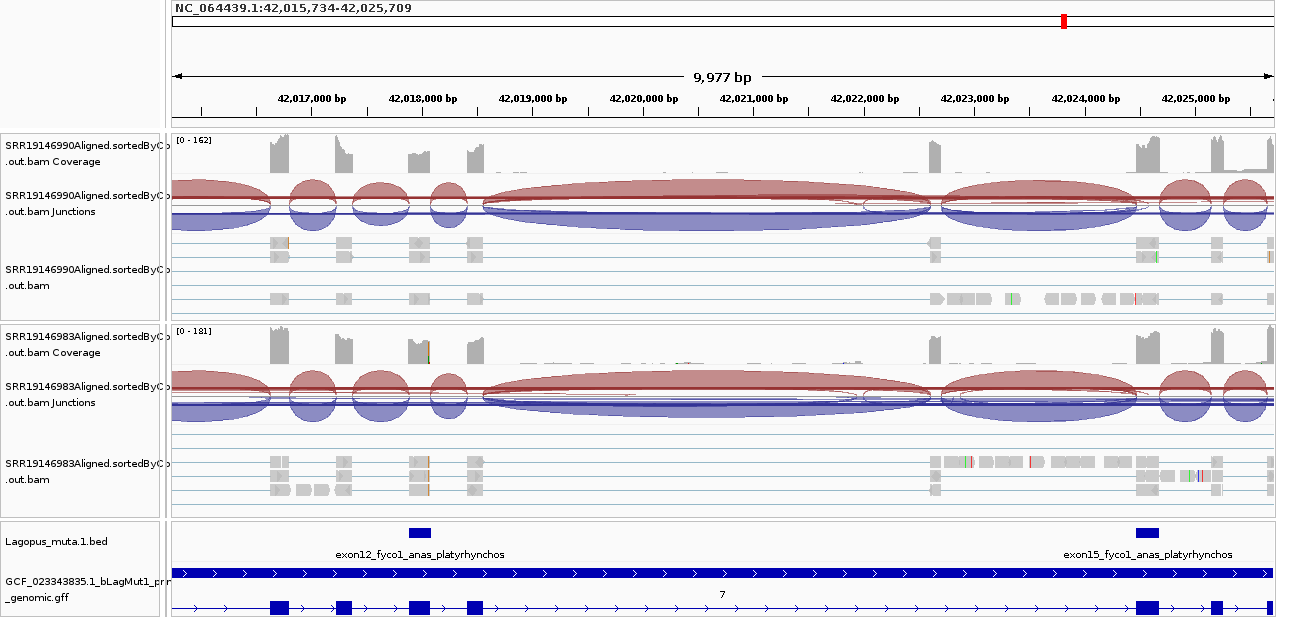 NC_064439.1:42,015,734-42,025,709
9,977 bp
42,017,000 bp 42,018,000 bp 42,019,000 bp 42,020,000 bp 42,021,000 bp 42,022,000 bp 42,023,000 bp 42,024,000 bp 42,025,000 bp
SRR19146990Aligned.sortedByCo
.out.bam Coverage
[0 - 162]
SRR19146990Aligned.sortedByCo
.out.bam Junctions
SRR19146990Aligned.sortedByCo
.out.bam
SRR19146983Aligned.sortedByCo
.out.bam Coverage
[0 - 181]
SRR19146983Aligned.sortedByCo
.out.bam Junctions
SRR19146983Aligned.sortedByCo
.out.bam
Lagopus_muta.1.bed
exon12_fyco1_anas_platyrhynchos
exon15_fyco1_anas_platyrhynchos
GCF_023343835.1_bLagMut1_prim
_genomic.gff
7